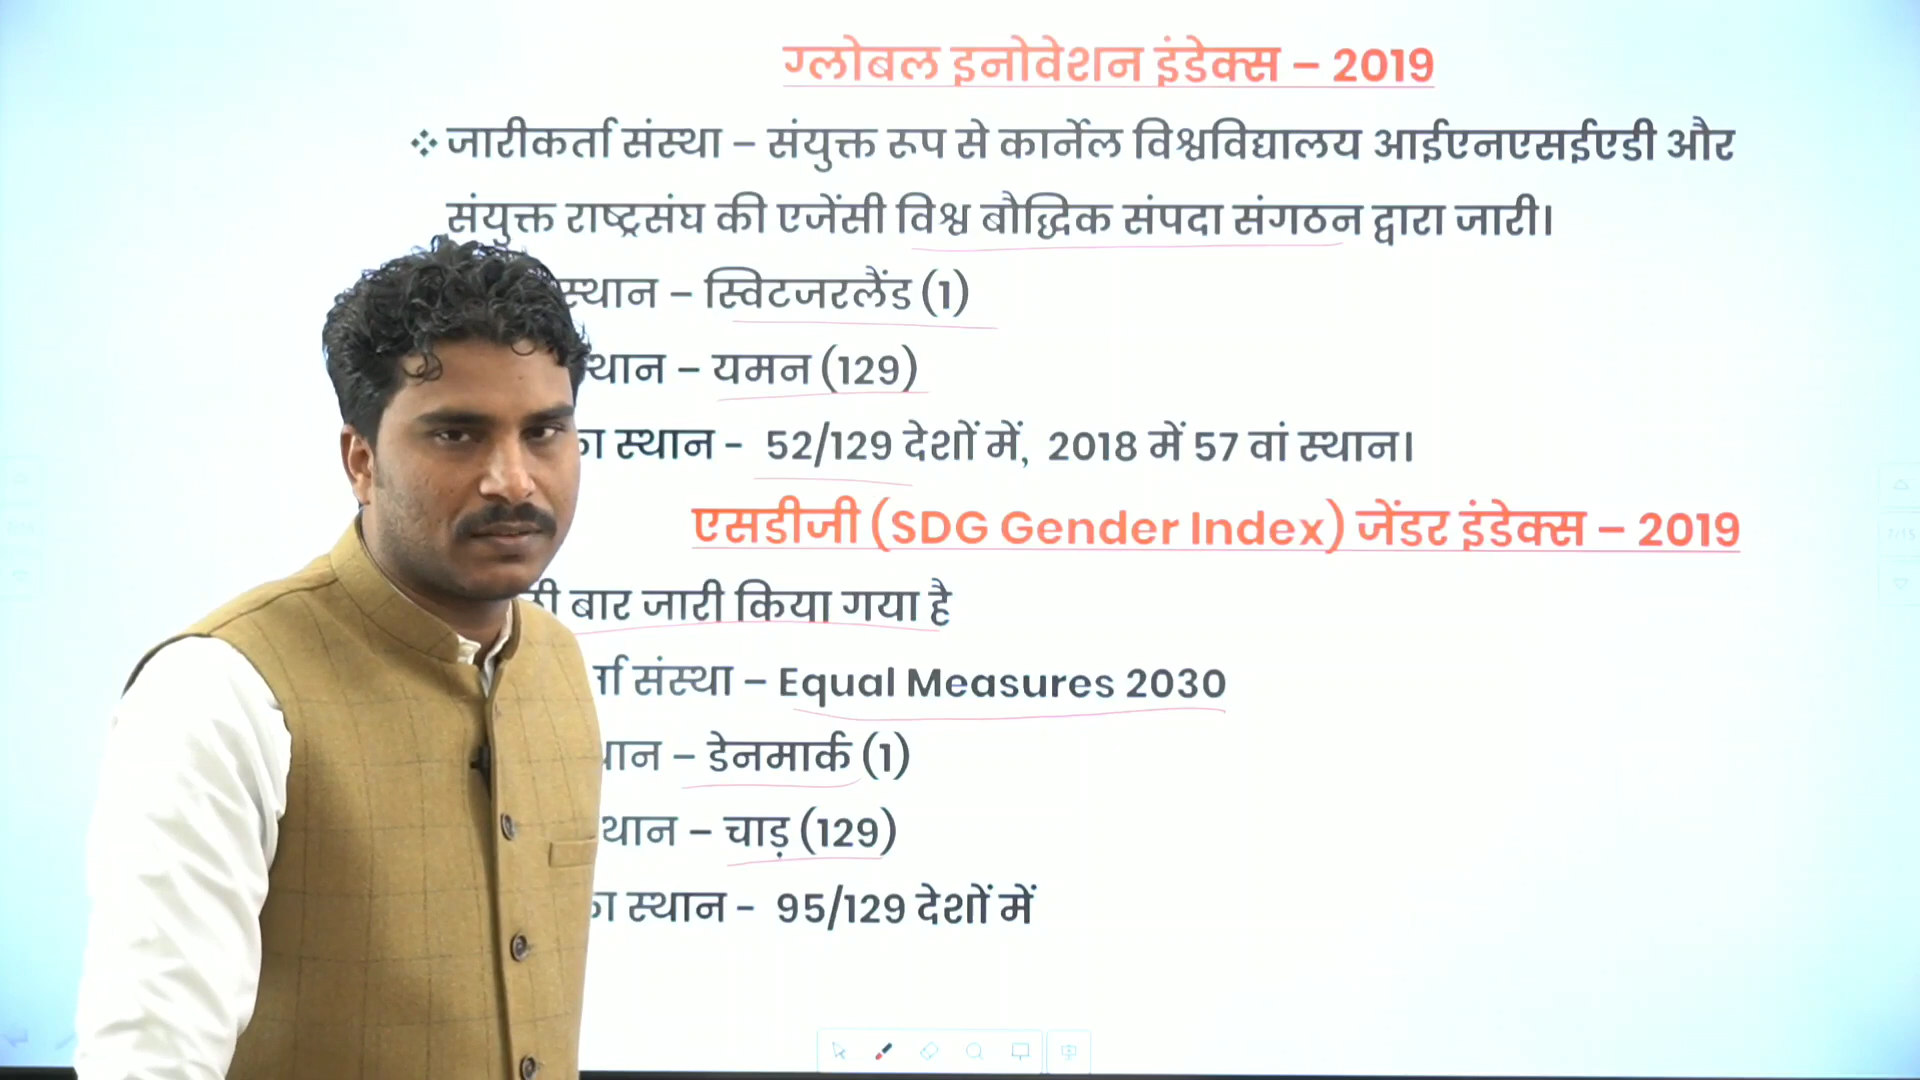 ग्लोबल इनोवेशन इंडेक्स – 2019
❖ जारीकर्ता संस्था – संयुक्त रूप से कार्नेल विश्वविद्यालय आईएनएसईएडी और
संयुक्त राष्ट्रसंघ की एजेंसी विश्व बौद्धिक संपदा संगठन द्वारा जारी।
स्थान – स्विटजरलैंड (1)
– यमन (129)
स्थान - 52/129 देशों में, 2018 में 57 वां स्थान।
एसडीजी (SDG Gender Index) जेंडर इंडेक्स – 2019
बार जारी किया गया है
संस्था – Equal Measures 2030
– डेनमार्क (1)
– चाड़ (129)
स्थान - 95/129 देशों में